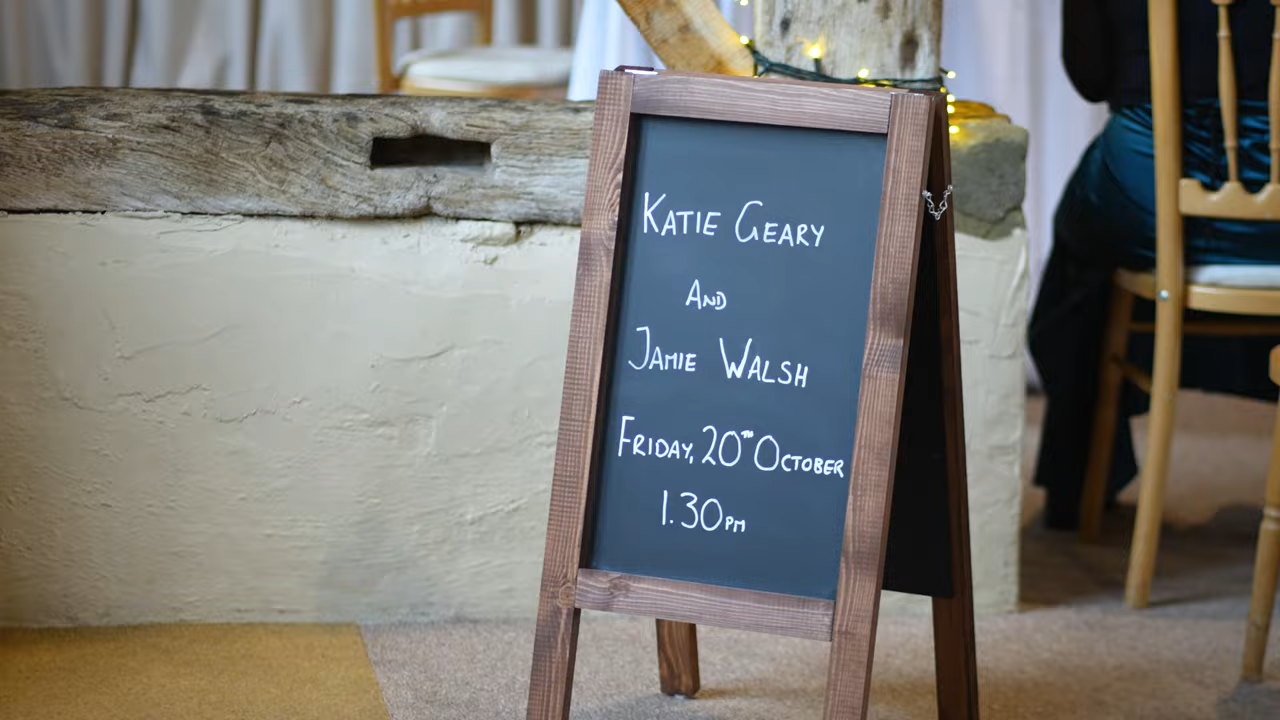 Katie Geary
And
Jamie Walsh
Friday, 20TH October
1.30PM